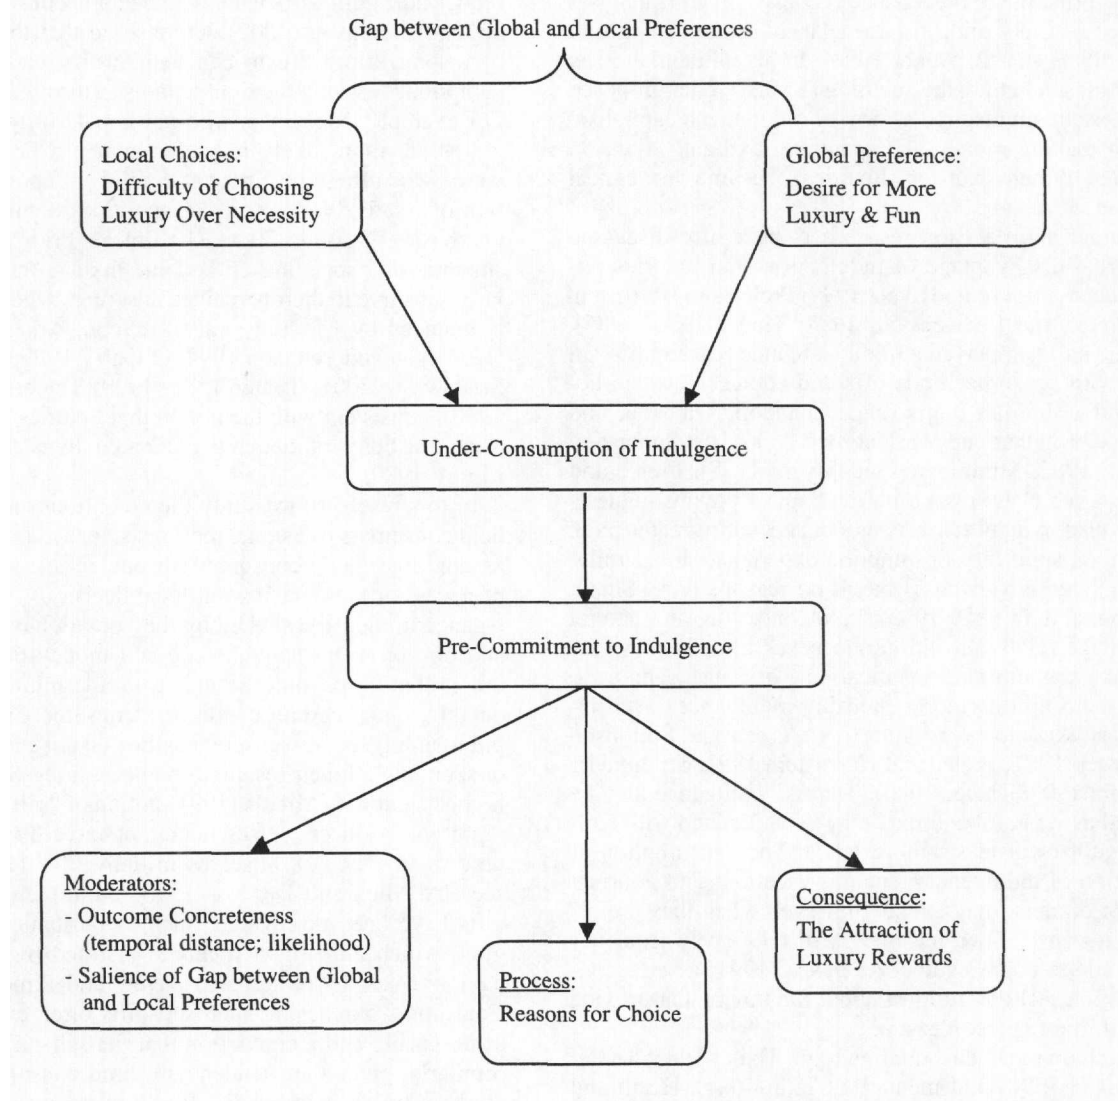 Gap between Global and Local Preferences
Local Choices:
Difficulty of Choosing
Luxury Over Necessity
Global Preference:
Desire for More
Luxury & Fun
Under-Consumption of Indulgence
Pre-Commitment to Indulgence
Moderators:
- Outcome Concreteness
(temporal distance; likelihood)
- Salience of Gap between Global
and Local Preferences
Process:
Reasons for Choice
Consequence:
The Attraction of
Luxury Rewards